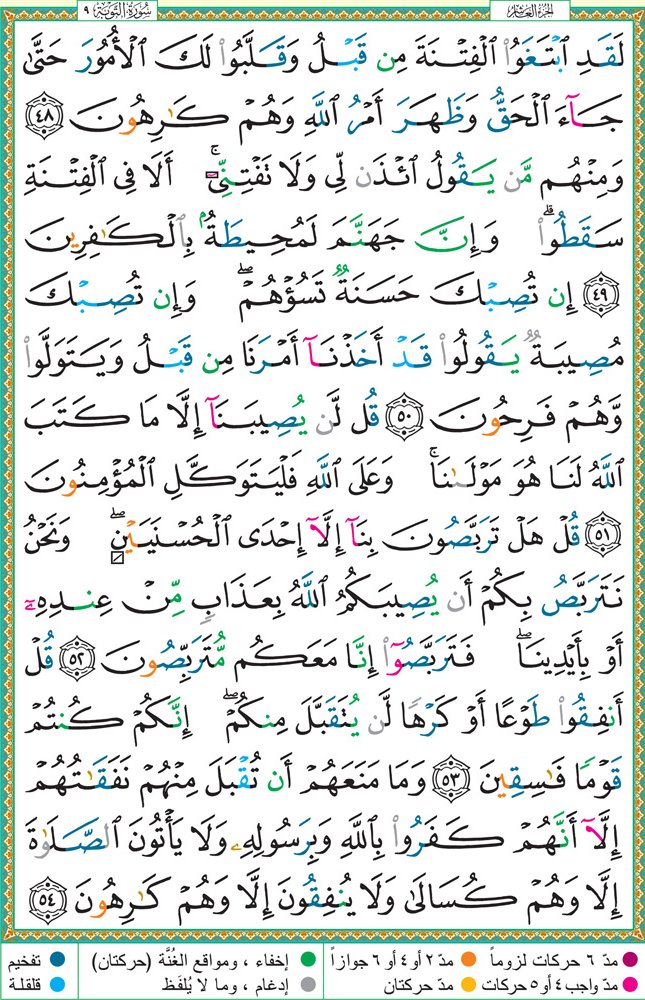 سُورَةُ التَّوْبَةِ ٩
الجزء العاشر
لَقَدِ ٱبْتَغَوُا۟ ٱلْفِتْنَةَ مِن قَبْلُ وَقَلَّبُوا۟ لَكَ ٱلْأُمُورَ حَتَّىٰ
جَآءَ ٱلْحَقُّ وَظَهَرَ أَمْرُ ٱللَّهِ وَهُمْ كَـٰرِهُونَ ٤٨
وَمِنْهُم مَّن يَقُولُ ٱئْذَن لِّى وَلَا تَفْتِنِّىٓ ۚ أَلَا فِى ٱلْفِتْنَةِ
سَقَطُوا۟ ۗ وَإِنَّ جَهَنَّمَ لَمُحِيطَةٌۢ بِٱلْكَـٰفِرِينَ
٤٩ إِن تُصِبْكَ حَسَنَةٌ تَسُؤْهُمْ ۖ وَإِن تُصِبْكَ
مُصِيبَةٌ يَقُولُوا۟ قَدْ أَخَذْنَآ أَمْرَنَا مِن قَبْلُ وَيَتَوَلَّوا۟
وَّهُمْ فَرِحُونَ ٥٠ قُل لَّن يُصِيبَنَآ إِلَّا مَا كَتَبَ
ٱللَّهُ لَنَا هُوَ مَوْلَىٰنَا ۚ وَعَلَى ٱللَّهِ فَلْيَتَوَكَّلِ ٱلْمُؤْمِنُونَ
٥١ قُلْ هَلْ تَرَبَّصُونَ بِنَآ إِلَّآ إِحْدَى ٱلْحُسْنَيَيْنِ ۖ وَنَحْنُ
نَتَرَبَّصُ بِكُمْ أَن يُصِيبَكُمُ ٱللَّهُ بِعَذَابٍ مِّنْ عِندِهِۦٓ
أَوْ بِأَيْدِينَا ۖ فَتَرَبَّصُوٓا۟ إِنَّا مَعَكُم مُّتَرَبِّصُونَ ٥٢ قُلْ
أَنفِقُوا۟ طَوْعًا أَوْ كَرْهًا لَّن يُتَقَبَّلَ مِنكُمْ ۖ إِنَّكُمْ كُنتُمْ
قَوْمًا فَـٰسِقِينَ ٥٣ وَمَا مَنَعَهُمْ أَن تُقْبَلَ مِنْهُمْ نَفَقَـٰتُهُمْ
إِلَّآ أَنَّهُمْ كَفَرُوا۟ بِٱللَّهِ وَبِرَسُولِهِۦ وَلَا يَأْتُونَ ٱلصَّلَوٰةَ
إِلَّا وَهُمْ كُسَالَىٰ وَلَا يُنفِقُونَ إِلَّا وَهُمْ كَـٰرِهُونَ ٥٤
مدّ ٦ حركات لزوماً مدّ ٢ أو ٤ أو ٦ جوازاً إخفاء ، ومواقع الغُنَّة (حركتان) تفخيم
مدّ واجب ٤ أو ٥ حركات مدّ حركتان إدغام ، وما لا يُلفَظ قلقلة